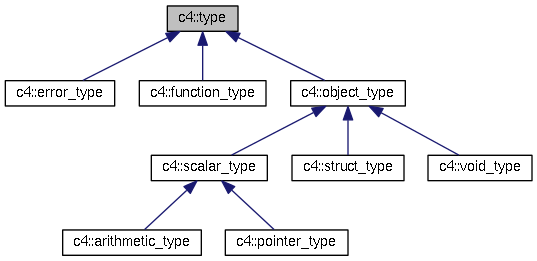 c4::type
c4::error_type
c4::function_type
c4::object_type
c4::scalar_type
c4::struct_type
c4::void_type
c4::arithmetic_type
c4::pointer_type